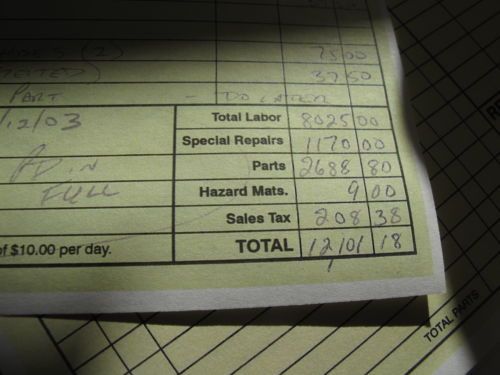 (2) 75 00
37 50
PART - DO LATER
/12/03 Total Labor 8025 00
Special Repairs 1170 00
PD IN Parts 2688 80
FULL Hazard Mats. 9 00
Sales Tax 208 38
of $10.00 per day. TOTAL 12,101 18
TOTAL PARTS